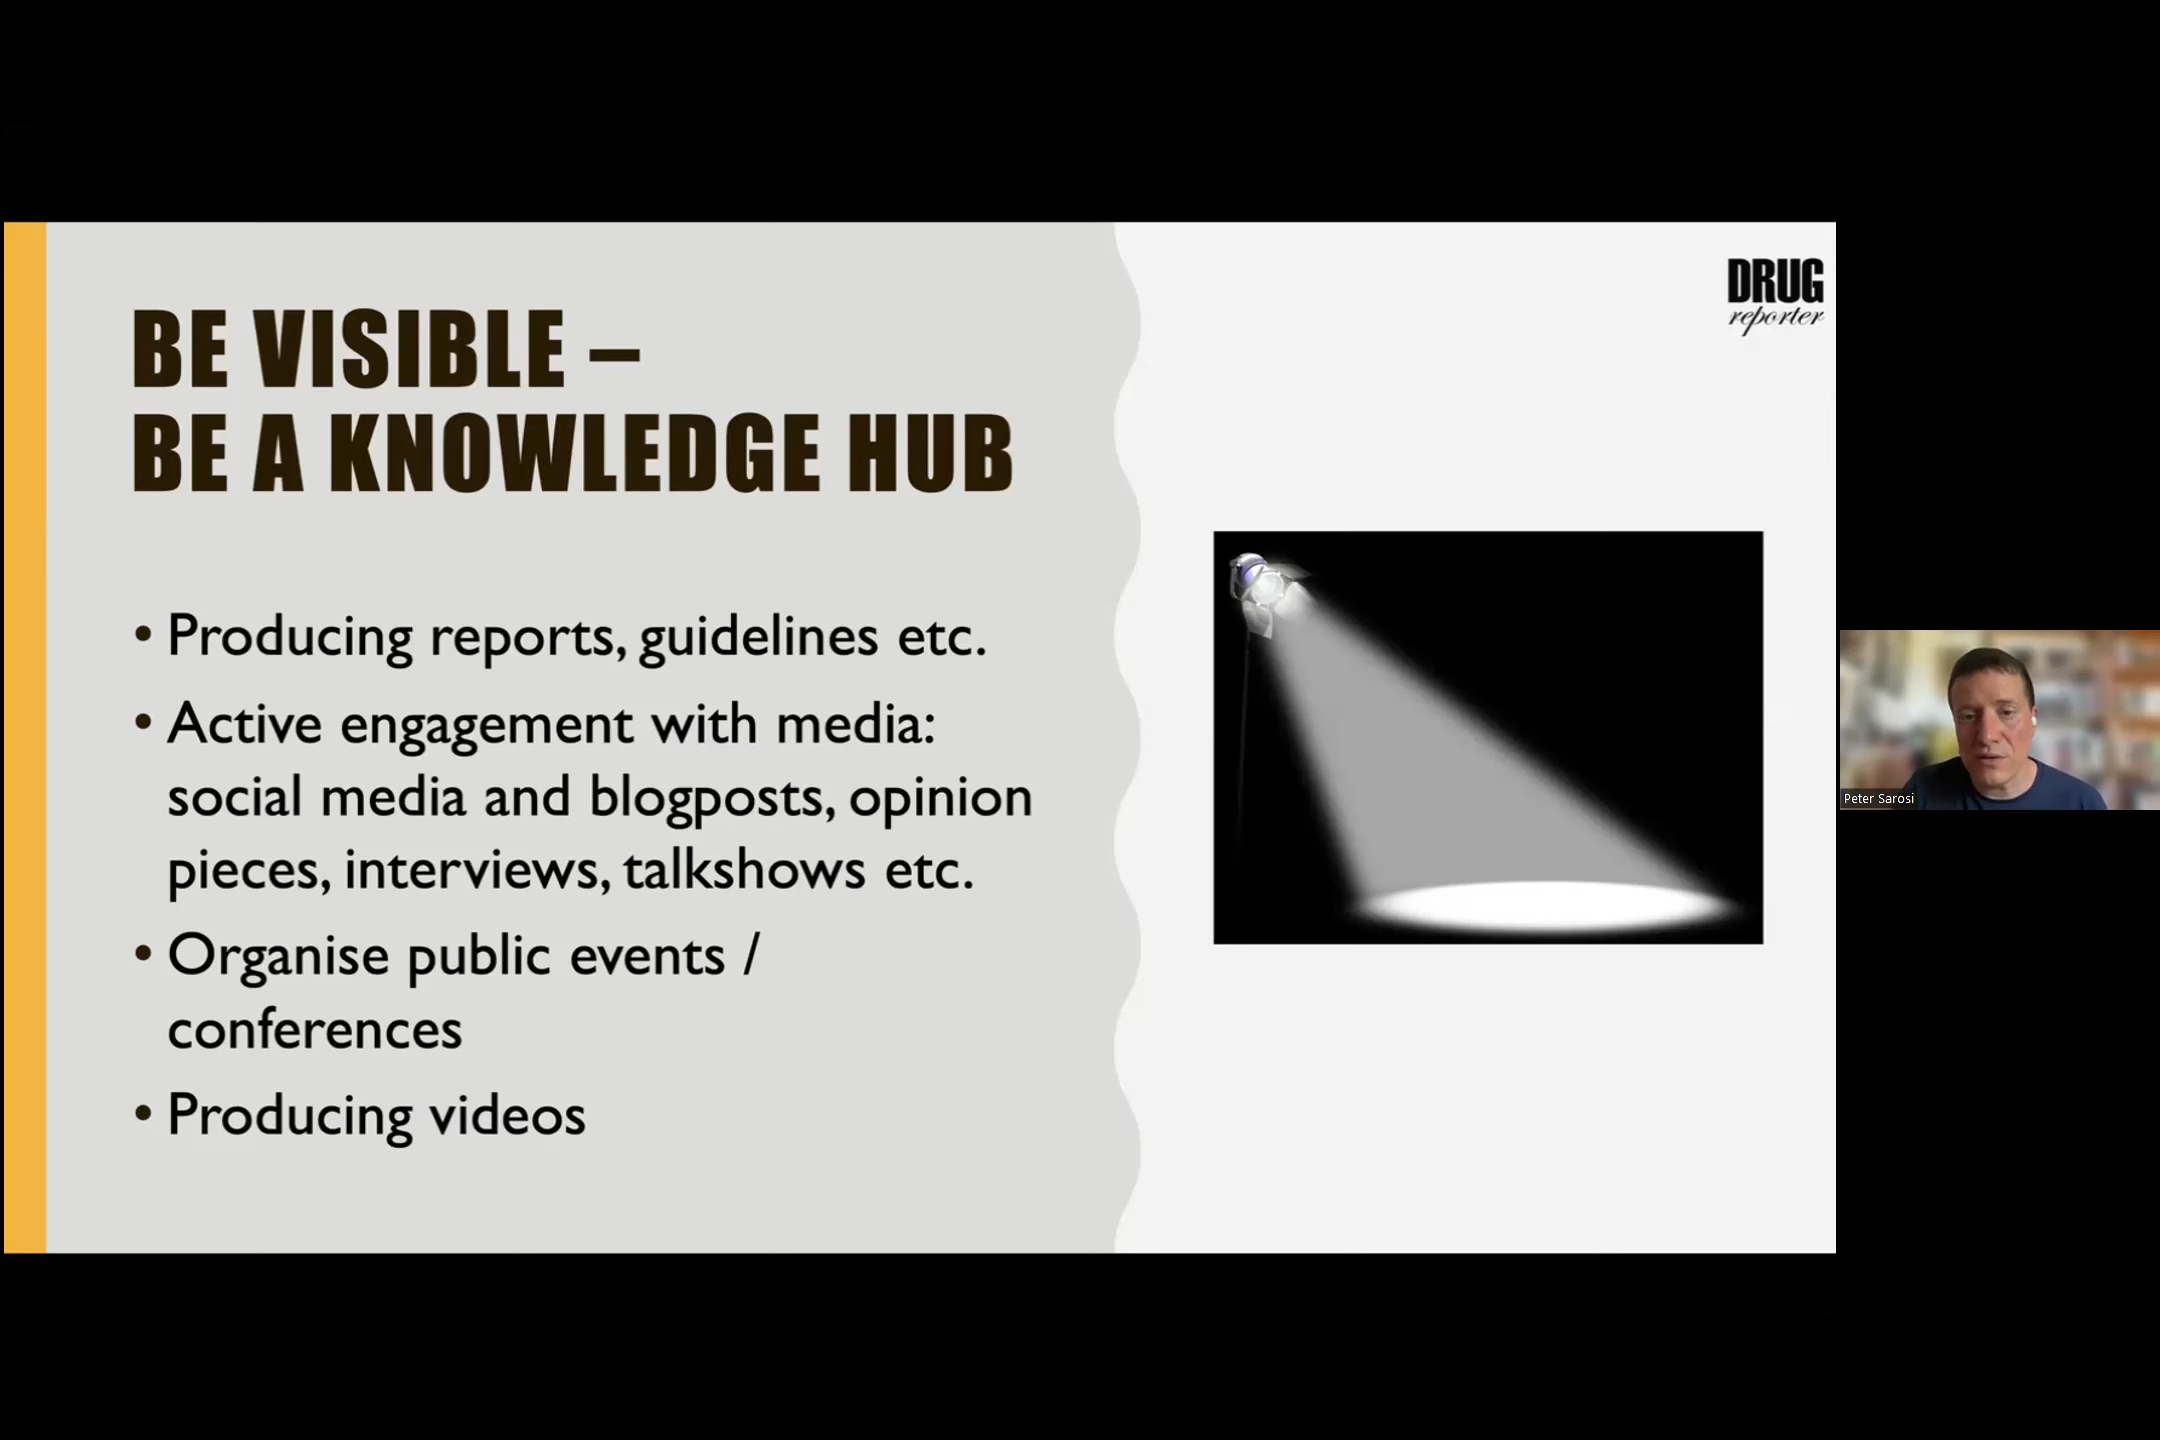 BE VISIBLE –
BE A KNOWLEDGE HUB
• Producing reports, guidelines etc.
• Active engagement with media:
social media and blogposts, opinion
pieces, interviews, talkshows etc.
• Organise public events /
conferences
• Producing videos
DRUG
reporter
Peter Sarosi